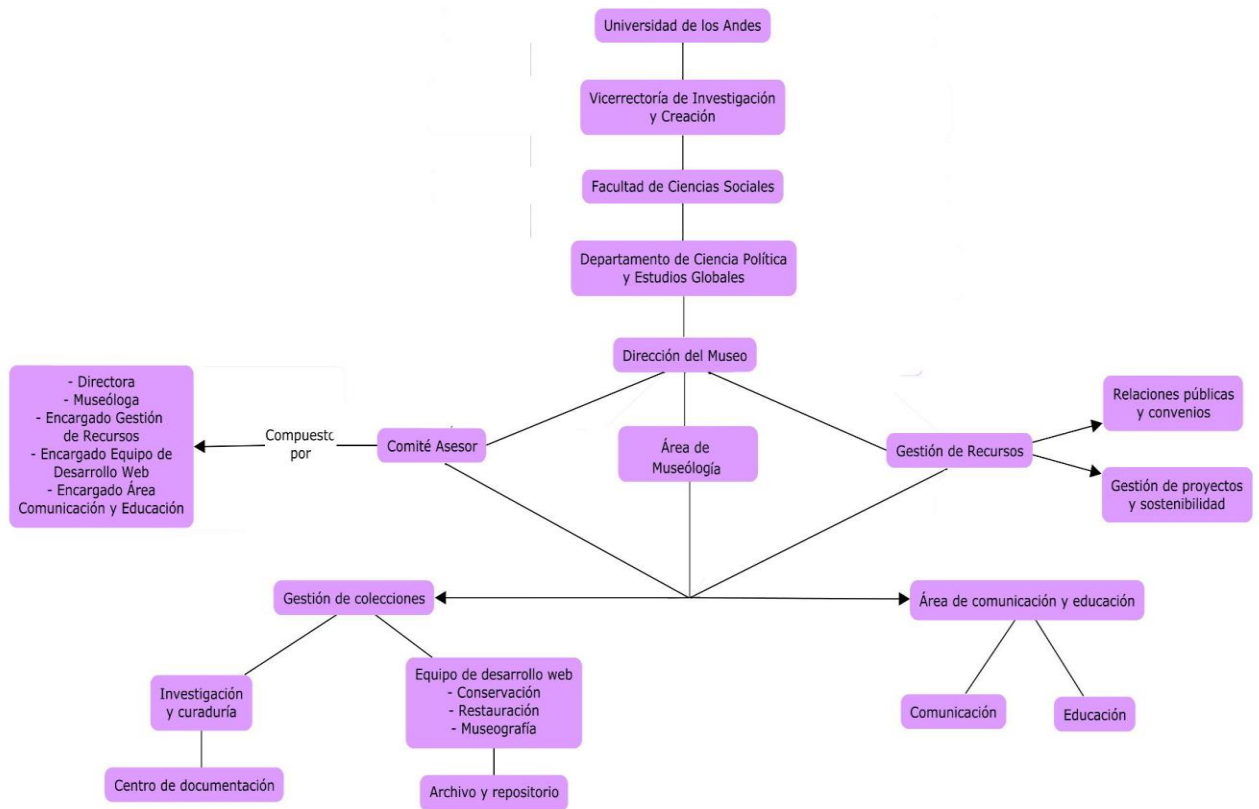 Universidad de los Andes
Vicerrectoría de Investigación
y Creación
Facultad de Ciencias Sociales
Departamento de Ciencia Política
y Estudios Globales
Dirección del Museo
- Directora
- Museóloga
- Encargado Gestión
de Recursos
- Encargado Equipo de
Desarrollo Web
- Encargado Área
Comunicación y Educación
Compuesto
por
Comité Asesor
Área de
Museólogía
Gestión de Recursos
Relaciones públicas
y convenios
Gestión de proyectos
y sostenibilidad
Gestión de colecciones
Área de comunicación y educación
Investigación
y curaduría
Equipo de desarrollo web
- Conservación
- Restauración
- Museografía
Comunicación
Educación
Centro de documentación
Archivo y repositorio